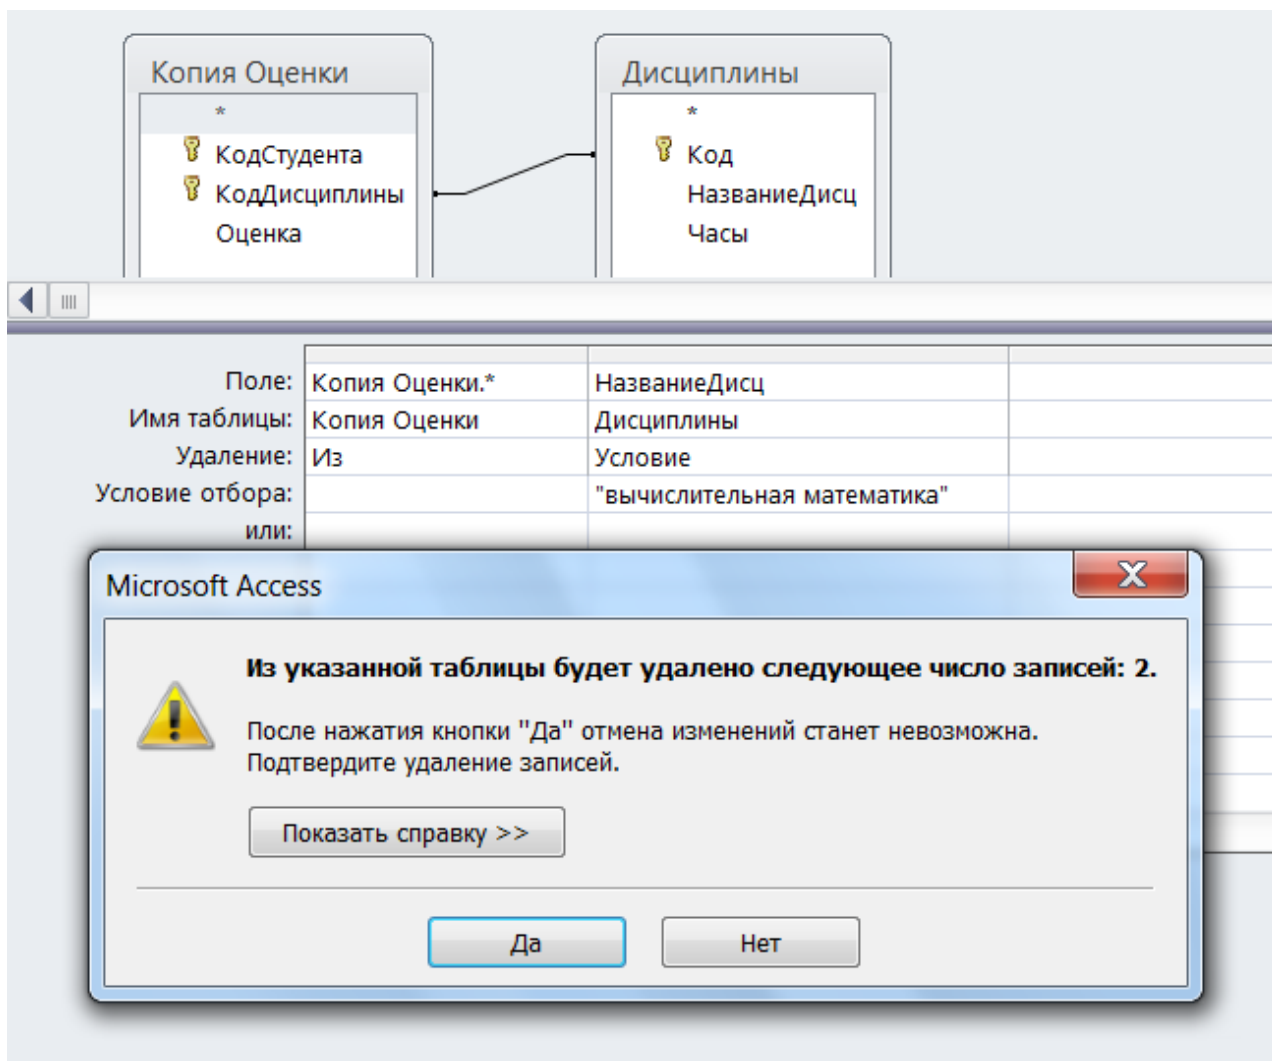 Копия Оценки
*
КодСтудента
КодДисциплины
Оценка
Дисциплины
*
Код
НазваниеДисц
Часы
Поле: Копия Оценки.* НазваниеДисц
Имя таблицы: Копия Оценки Дисциплины
Удаление: Из Условие
Условие отбора: "вычислительная математика"
или:
Microsoft Access
Из указанной таблицы будет удалено следующее число записей: 2.
После нажатия кнопки "Да" отмена изменений станет невозможна.
Подтвердите удаление записей.
Показать справку >>
Да Нет